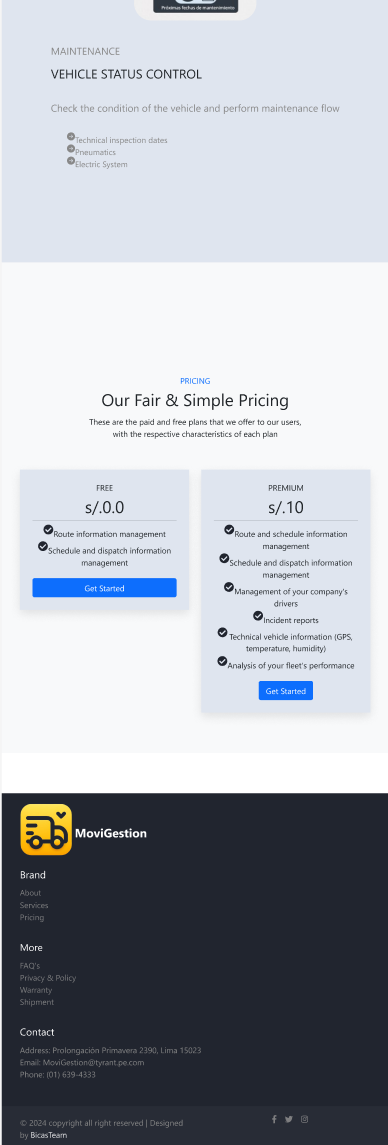 Próximas fechas de mantenimiento
MAINTENANCE
VEHICLE STATUS CONTROL
Check the condition of the vehicle and perform maintenance flow
Technical inspection dates
Pneumatics
Electric System
PRICING
Our Fair & Simple Pricing
These are the paid and free plans that we offer to our users,
with the respective characteristics of each plan
FREE
s/.0.0
Route information management
Schedule and dispatch information
management
Get Started
PREMIUM
s/.10
Route and schedule information
management
Schedule and dispatch information
management
Management of your company's
drivers
Incident reports
Technical vehicle information (GPS,
temperature, humidity)
Analysis of your fleet's performance
Get Started
MoviGestion
Brand
About
Services
Pricing
More
FAQ's
Privacy & Policy
Warranty
Shipment
Contact
Address: Prolongación Primavera 2390, Lima 15023
Email: MoviGestion@tyrant.pe.com
Phone: (01) 639-4333
© 2024 copyright all right reserved | Designed
by BicasTeam